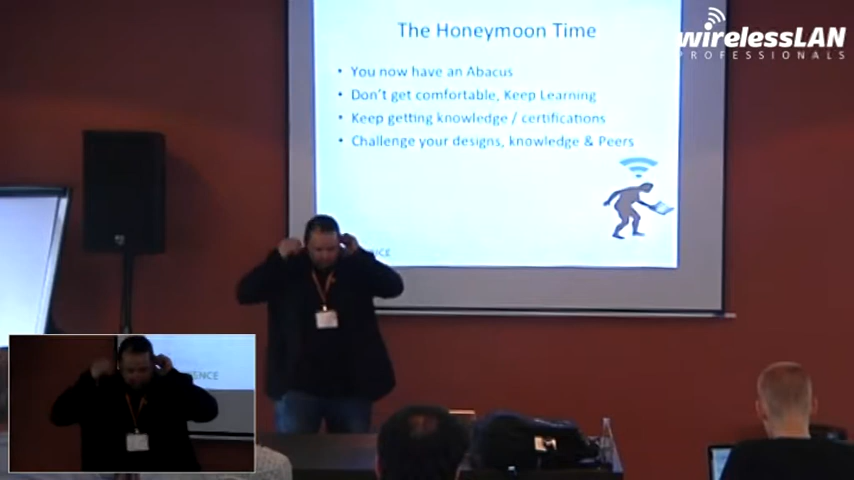 The Honeymoon Time
wirelessLAN
PROFESSIONALS
• You now have an Abacus
• Don't get comfortable, Keep Learning
• Keep getting knowledge / certifications
• Challenge your designs, knowledge & Peers